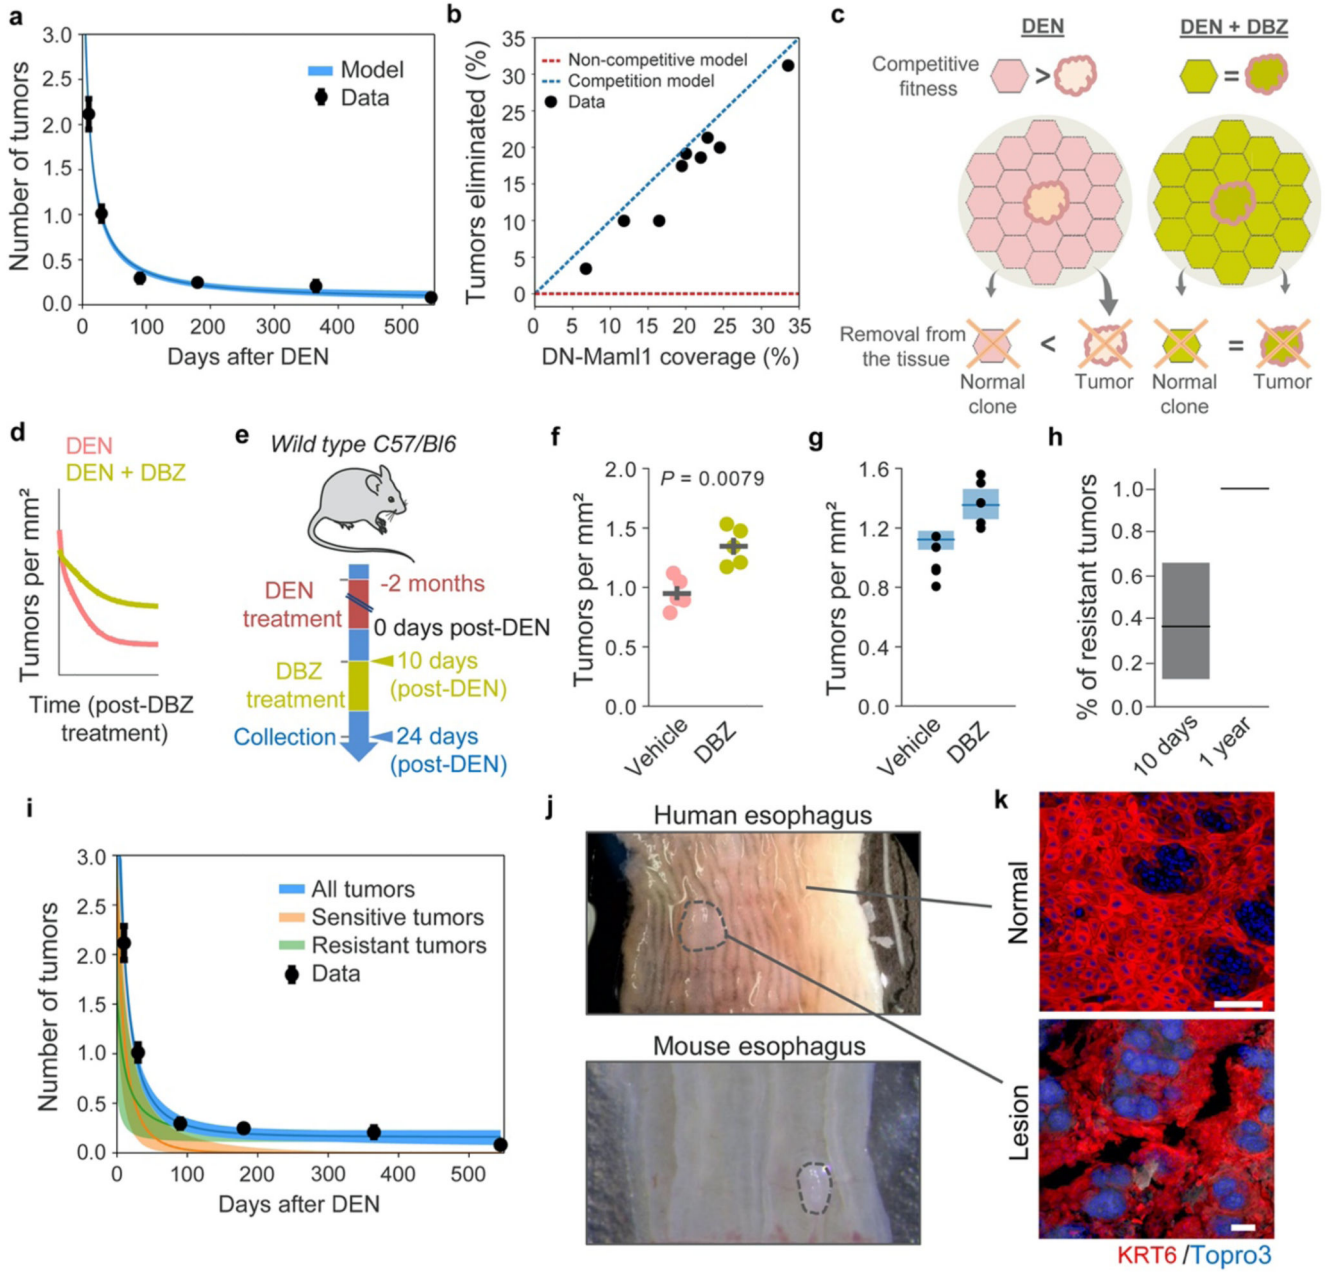 a
3.0
2.5
2.0
1.5
1.0
0.5
0.0
Number of tumors
Model
Data
0 100 200 300 400 500
Days after DEN
b
35
30
25
20
15
10
5
0
Tumors eliminated (%)
Non-competitive model
Competition model
Data
0 5 10 15 20 25 30 35
DN-Maml1 coverage (%)
c
DEN
DEN + DBZ
Competitive
fitness
>
=
Removal from
the tissue
<
=
Normal
clone
Tumor
Normal
clone
Tumor
d
DEN
DEN + DBZ
Tumors per mm²
Time (post-DBZ
treatment)
e
Wild type C57/Bl6
DEN
treatment
-2 months
0 days post-DEN
DBZ
treatment
10 days
(post-DEN)
Collection
24 days
(post-DEN)
f
2.0
1.5
1.0
0.5
0.0
Tumors per mm²
P = 0.0079
Vehicle
DBZ
g
1.6
1.2
0.8
0.4
0.0
Tumors per mm²
Vehicle
DBZ
h
1.0
0.8
0.6
0.4
0.2
0.0
% of resistant tumors
10 days
1 year
i
3.0
2.5
2.0
1.5
1.0
0.5
0.0
Number of tumors
All tumors
Sensitive tumors
Resistant tumors
Data
0 100 200 300 400 500
Days after DEN
j
Human esophagus
Mouse esophagus
k
Normal
Lesion
KRT6 /Topro3